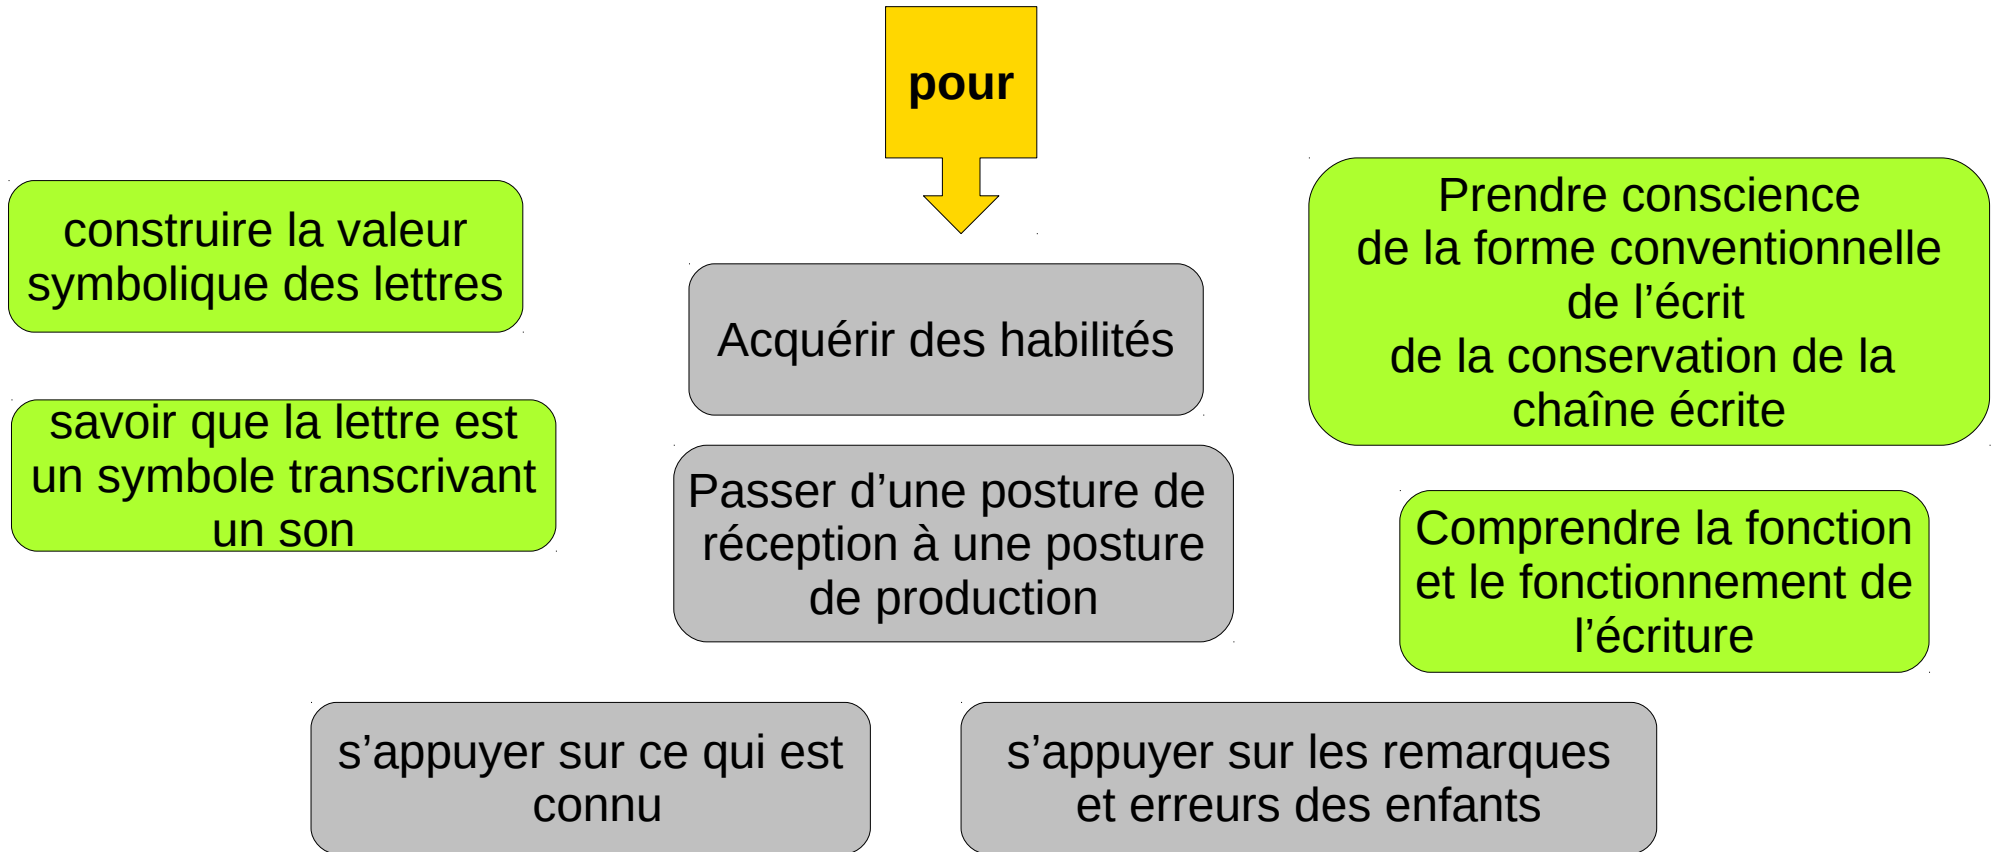 pour
construire la valeur
symbolique des lettres
savoir que la lettre est
un symbole transcrivant
un son
Acquérir des habilités
Passer d’une posture de
réception à une posture
de production
Prendre conscience
de la forme conventionnelle
de l’écrit
de la conservation de la
chaîne écrite
Comprendre la fonction
et le fonctionnement de
l’écriture
s’appuyer sur ce qui est
connu
s’appuyer sur les remarques
et erreurs des enfants